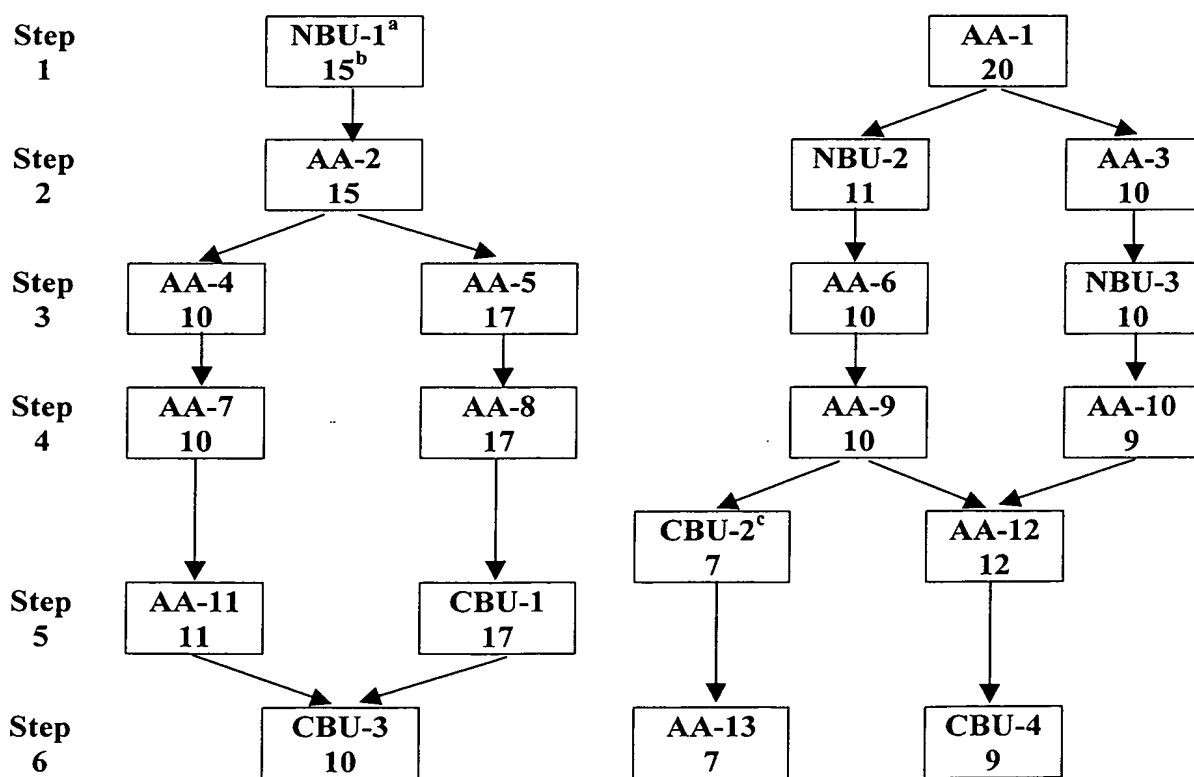 Step
1
NBU-1ᵃ
15ᵇ
AA-1
20
Step
2
AA-2
15
NBU-2
11
AA-3
10
Step
3
AA-4
10
AA-5
17
AA-6
10
NBU-3
10
Step
4
AA-7
10
AA-8
17
AA-9
10
AA-10
9
CBU-2ᶜ
7
AA-12
12
Step
5
AA-11
11
CBU-1
17
Step
6
CBU-3
10
AA-13
7
CBU-4
9